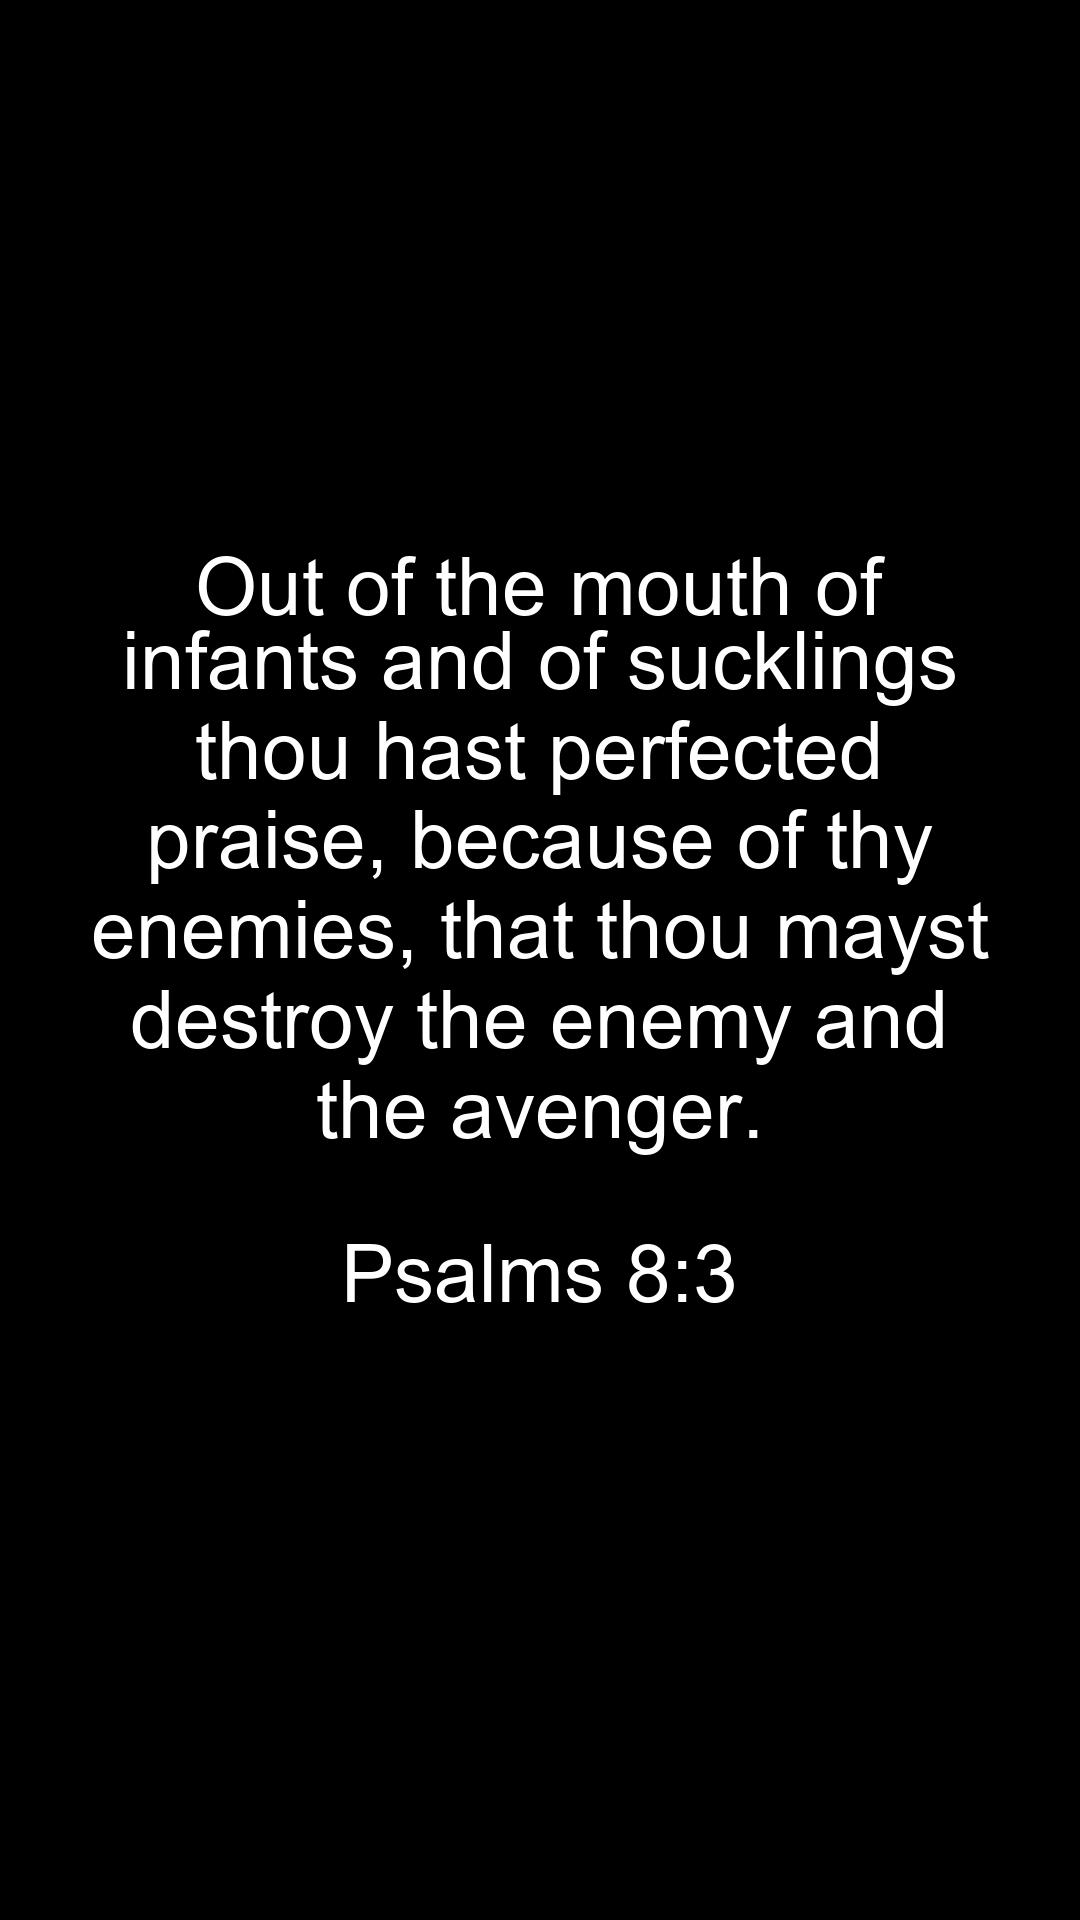 Out of the mouth of
infants and of sucklings
thou hast perfected
praise, because of thy
enemies, that thou mayst
destroy the enemy and
the avenger.
Psalms 8:3